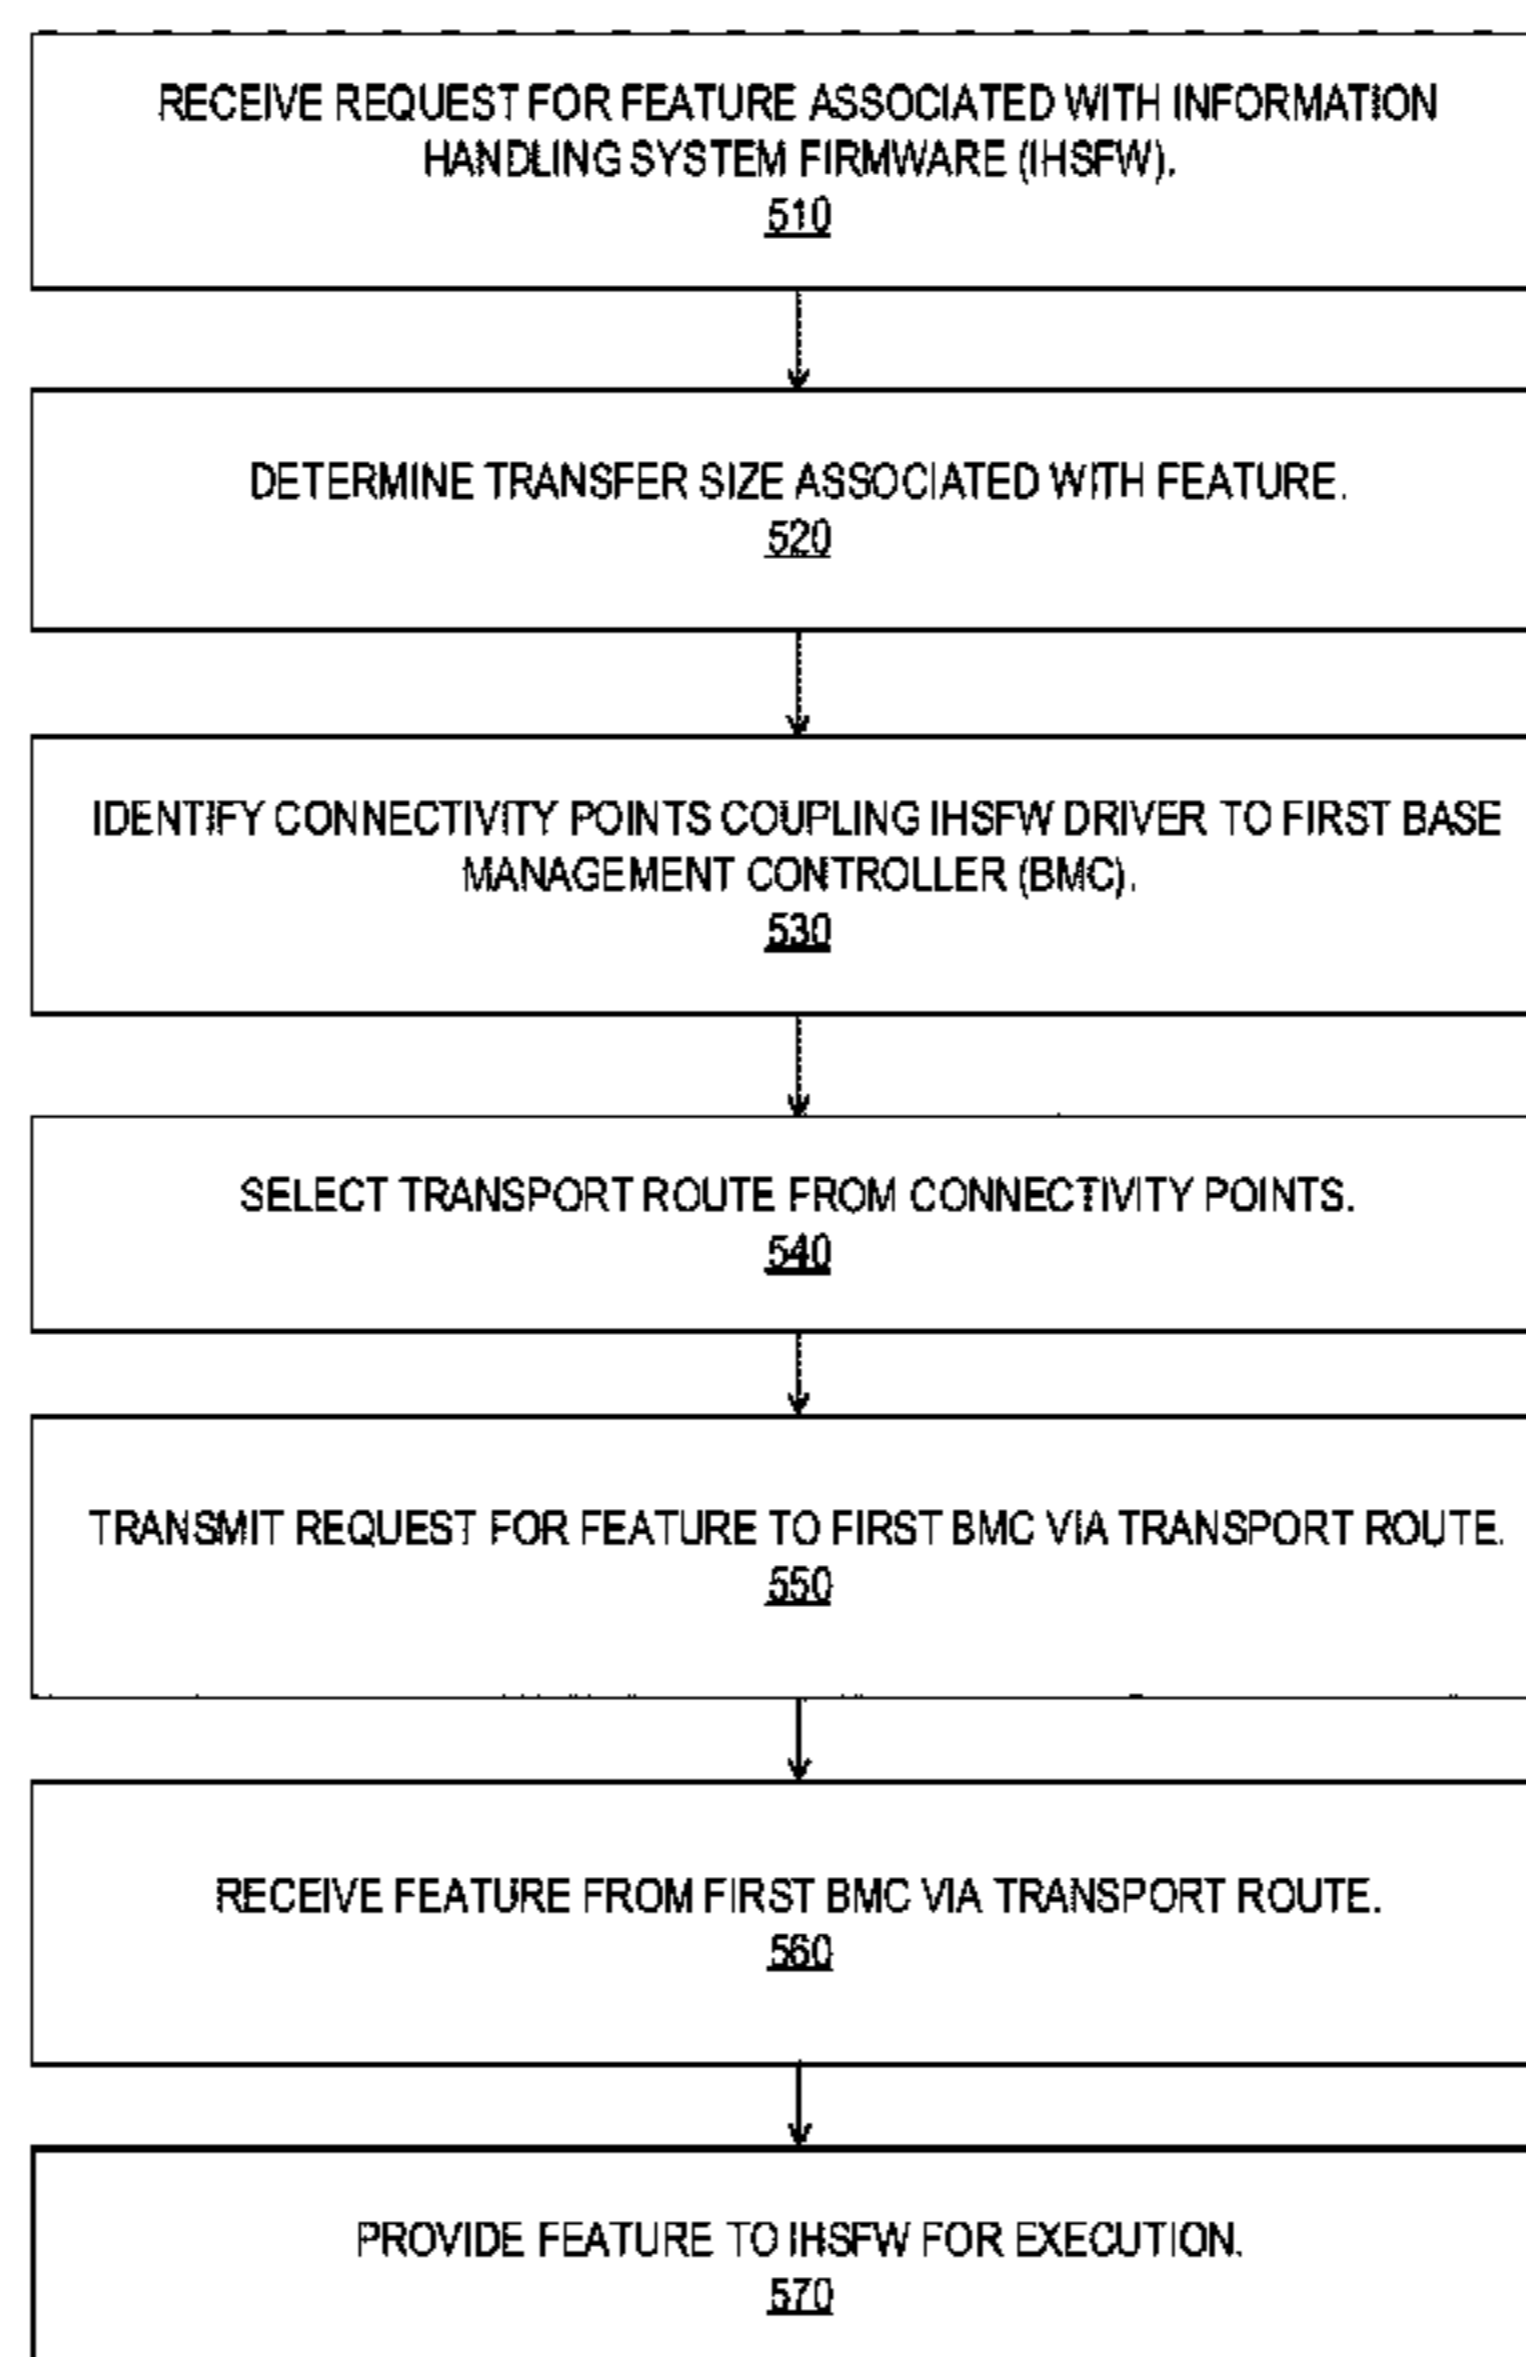 RECEIVE REQUEST FOR FEATURE ASSOCIATED WITH INFORMATION
HANDLING SYSTEM FIRMWARE (IHSFW).
510
DETERMINE TRANSFER SIZE ASSOCIATED WITH FEATURE.
520
IDENTIFY CONNECTIVITY POINTS COUPLING IHSFW DRIVER TO FIRST BASE
MANAGEMENT CONTROLLER (BMC).
530
SELECT TRANSPORT ROUTE FROM CONNECTIVITY POINTS.
540
TRANSMIT REQUEST FOR FEATURE TO FIRST BMC VIA TRANSPORT ROUTE.
550
RECEIVE FEATURE FROM FIRST BMC VIA TRANSPORT ROUTE.
560
PROVIDE FEATURE TO IHSFW FOR EXECUTION.
570